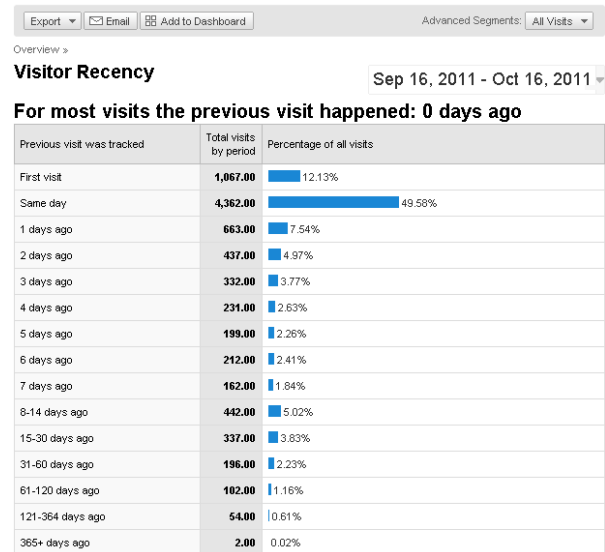 Export Email Add to Dashboard Advanced Segments: All Visits
Overview »
Visitor Recency
Sep 16, 2011 - Oct 16, 2011
For most visits the previous visit happened: 0 days ago
Previous visit was tracked Total visits by period Percentage of all visits
First visit 1,067.00 12.13%
Same day 4,362.00 49.58%
1 days ago 663.00 7.54%
2 days ago 437.00 4.97%
3 days ago 332.00 3.77%
4 days ago 231.00 2.63%
5 days ago 199.00 2.26%
6 days ago 212.00 2.41%
7 days ago 162.00 1.84%
8-14 days ago 442.00 5.02%
15-30 days ago 337.00 3.83%
31-60 days ago 196.00 2.23%
61-120 days ago 102.00 1.16%
121-364 days ago 54.00 0.61%
365+ days ago 2.00 0.02%